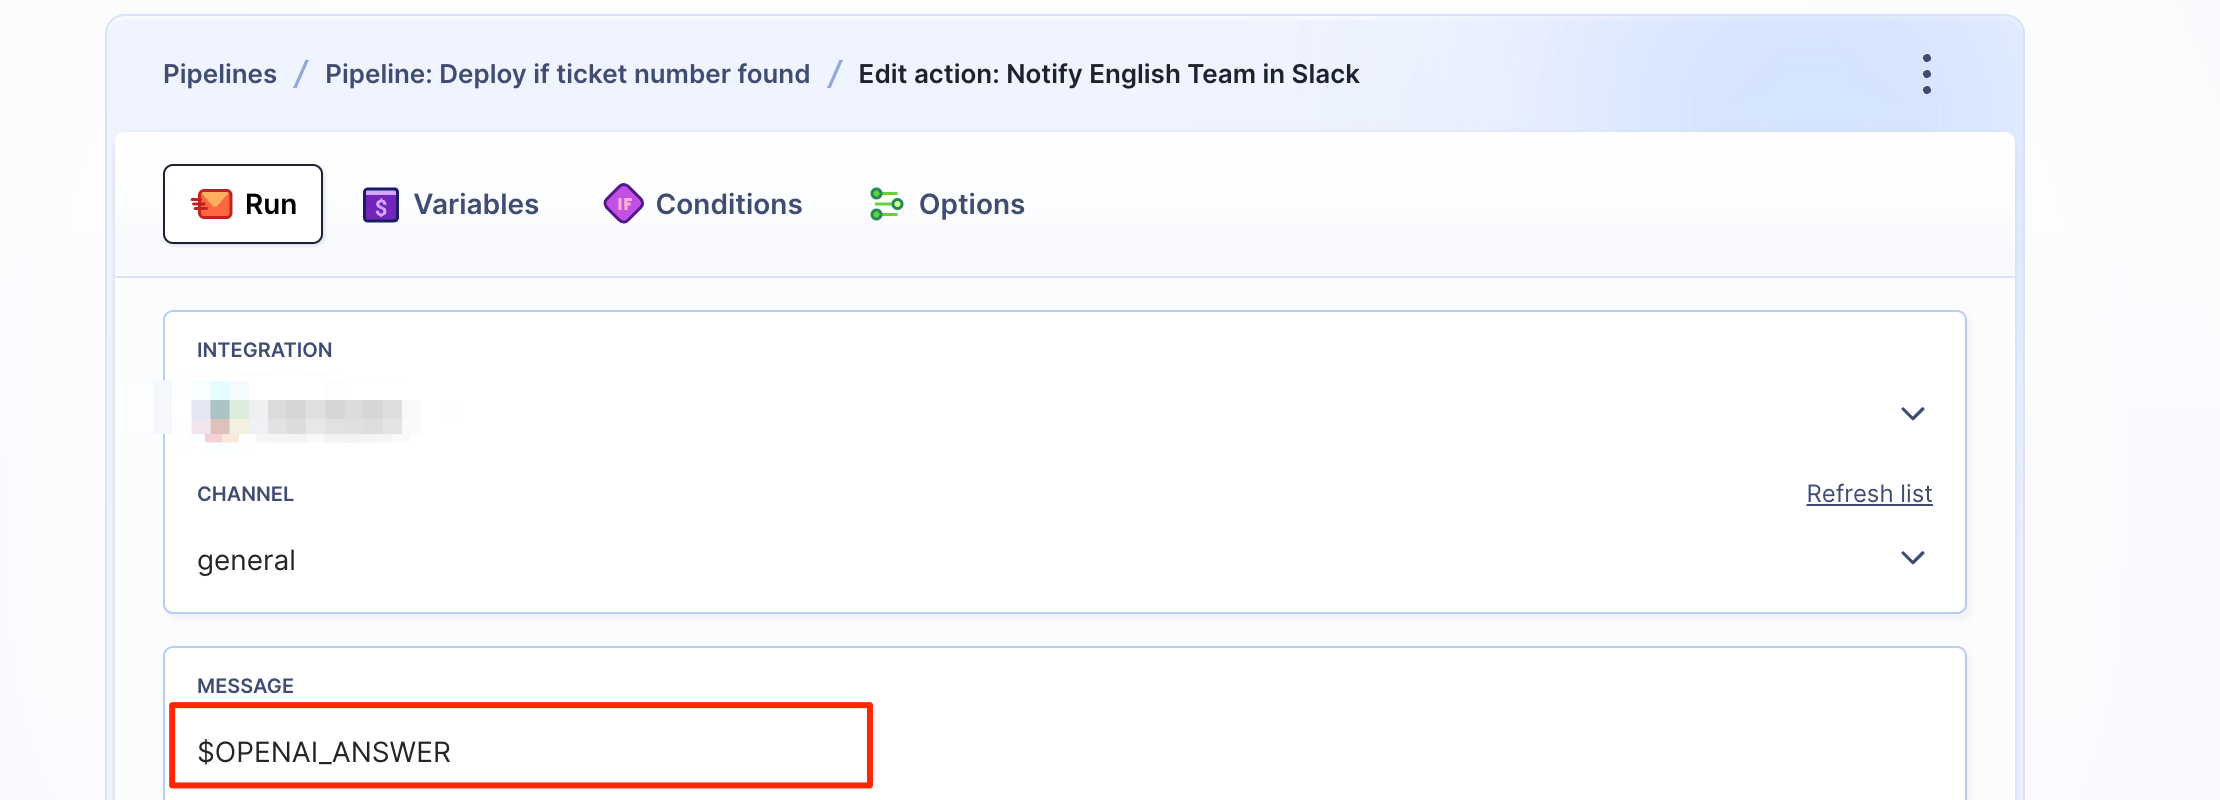 Pipelines / Pipeline: Deploy if ticket number found / Edit action: Notify English Team in Slack
Run $ Variables IF Conditions Options
INTEGRATION
CHANNEL Refresh list
general
MESSAGE
$OPENAI_ANSWER